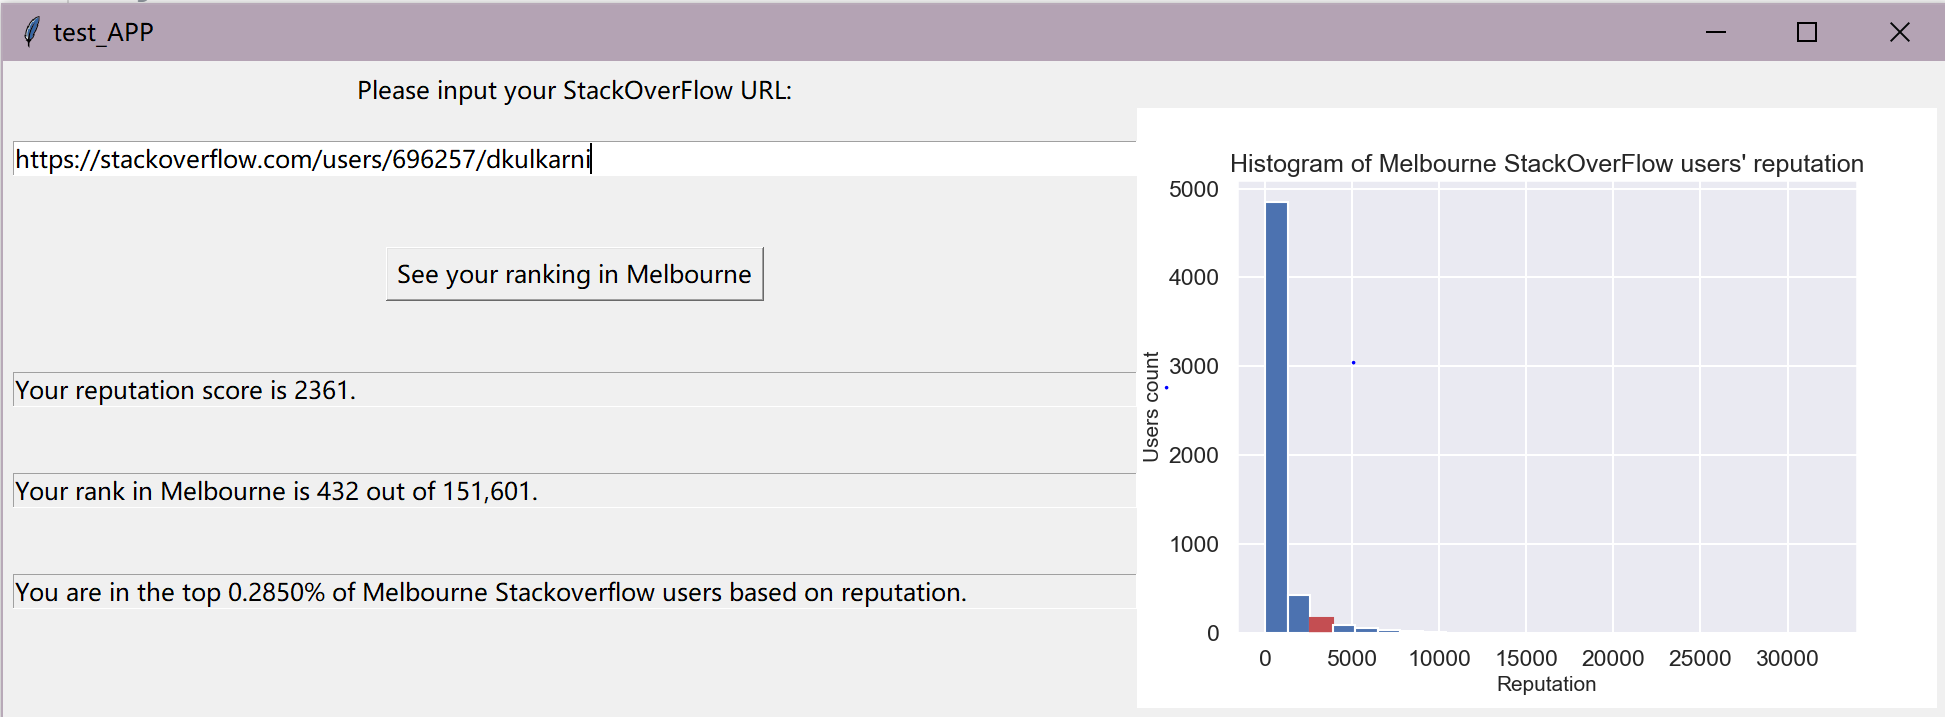 test_APP
Please input your StackOverFlow URL:
https://stackoverflow.com/users/696257/dkulkarni
See your ranking in Melbourne
Your reputation score is 2361.
Your rank in Melbourne is 432 out of 151,601.
You are in the top 0.2850% of Melbourne Stackoverflow users based on reputation.
Histogram of Melbourne StackOverFlow users' reputation
5000
4000
3000
2000
1000
0
Users count
0 5000 10000 15000 20000 25000 30000
Reputation